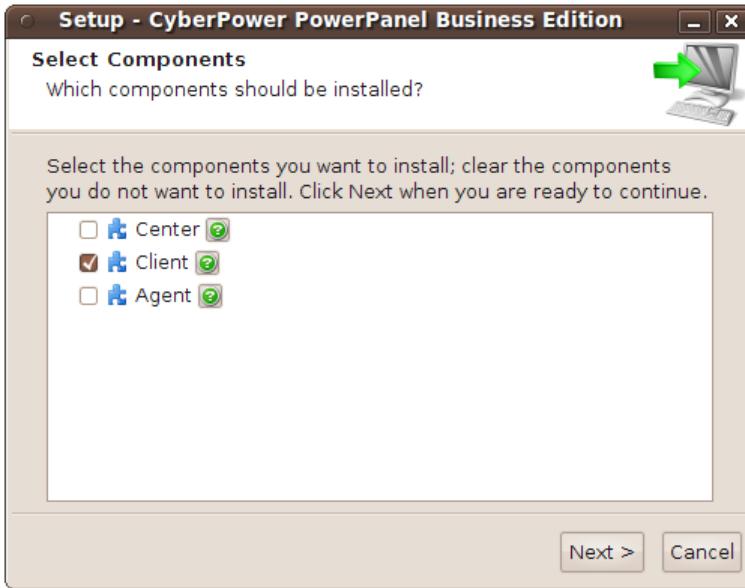 Setup - CyberPower PowerPanel Business Edition
Select Components
Which components should be installed?
Select the components you want to install; clear the components
you do not want to install. Click Next when you are ready to continue.
Center
Client
Agent
Next >
Cancel